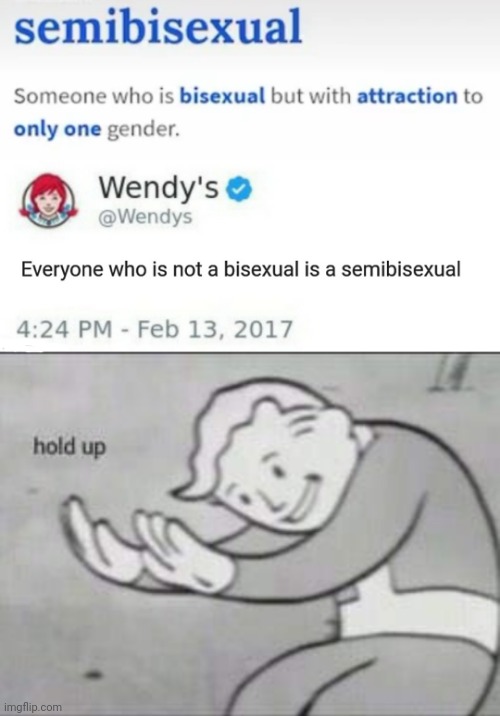 semibisexual
Someone who is bisexual but with attraction to
only one gender.
Wendy's
@Wendys
Everyone who is not a bisexual is a semibisexual
4:24 PM - Feb 13, 2017
hold up
imgflip.com